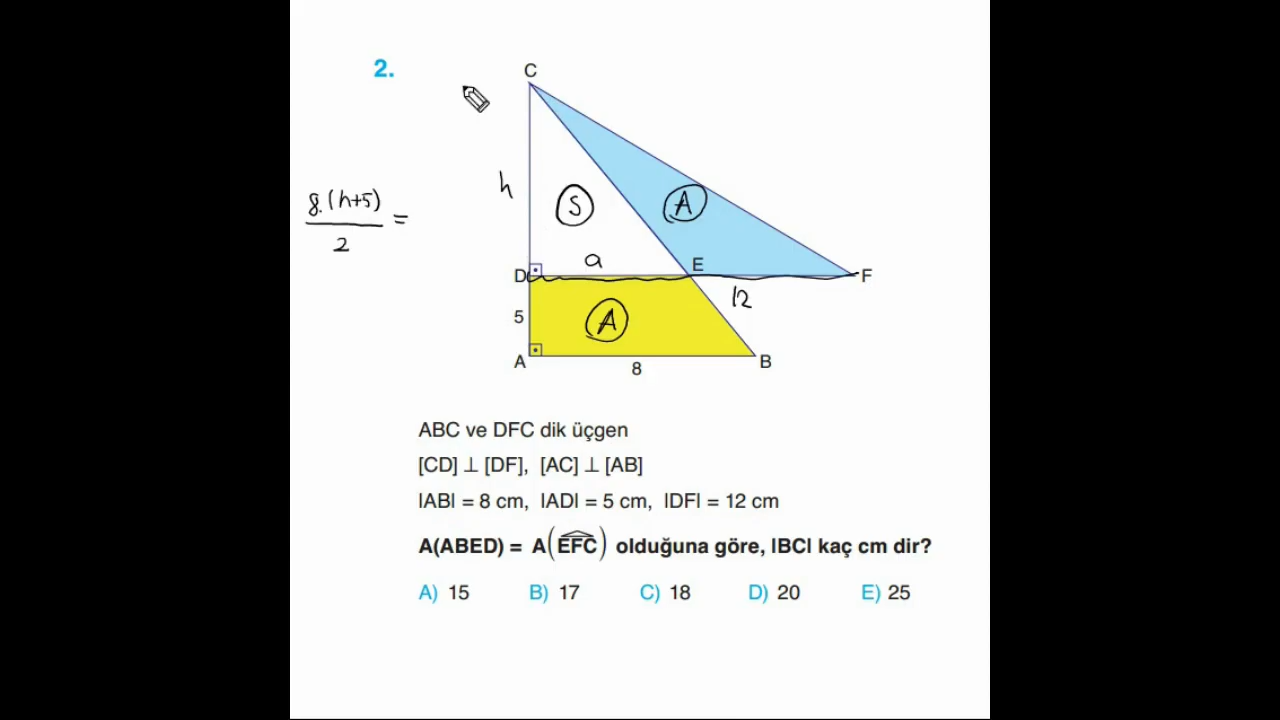 2.
C
h
S
A
8.(h+5)
2
=
a
D
E
F
12
5
A
A
B
8
ABC ve DFC dik üçgen
[CD] ⊥ [DF], [AC] ⊥ [AB]
|AB| = 8 cm, |AD| = 5 cm, |DF| = 12 cm
A(ABED) = A(EFC) olduğuna göre, |BC| kaç cm dir?
A) 15 B) 17 C) 18 D) 20 E) 25